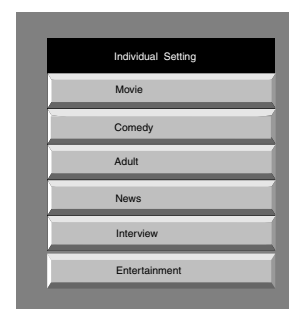 Individual Setting
Movie
Comedy
Adult
News
Interview
Entertainment